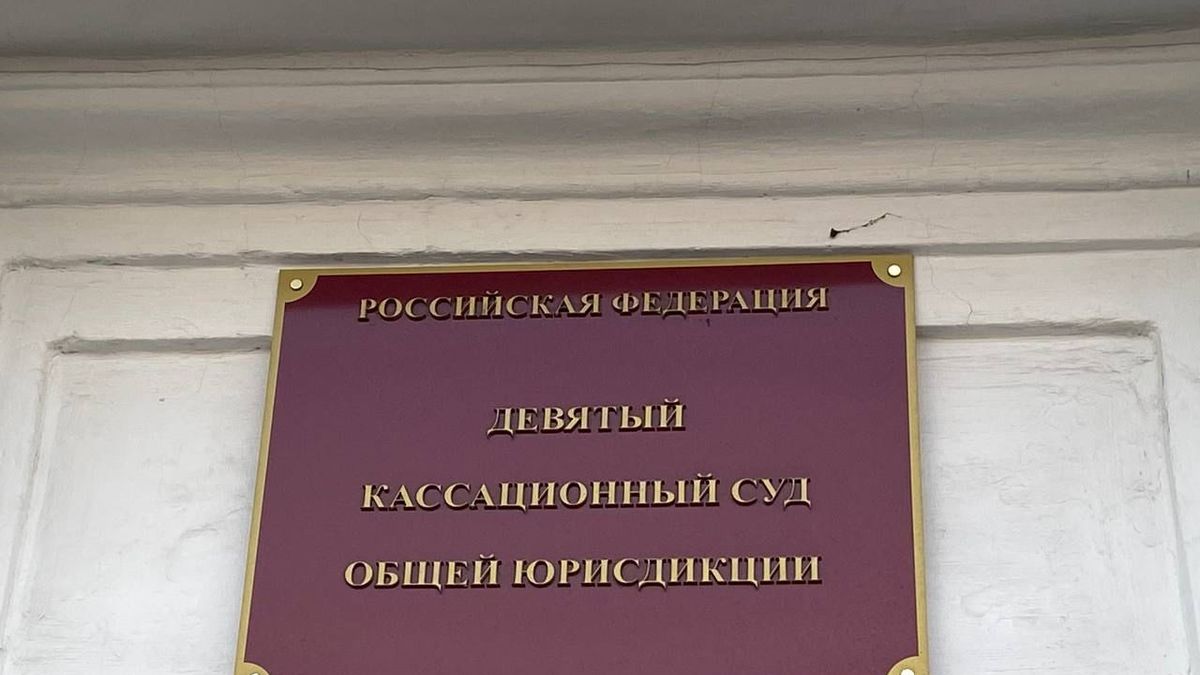 РОССИЙСКАЯ ФЕДЕРАЦИЯ
ДЕВЯТЫЙ
КАССАЦИОННЫЙ СУД
ОБЩЕЙ ЮРИСДИКЦИИ